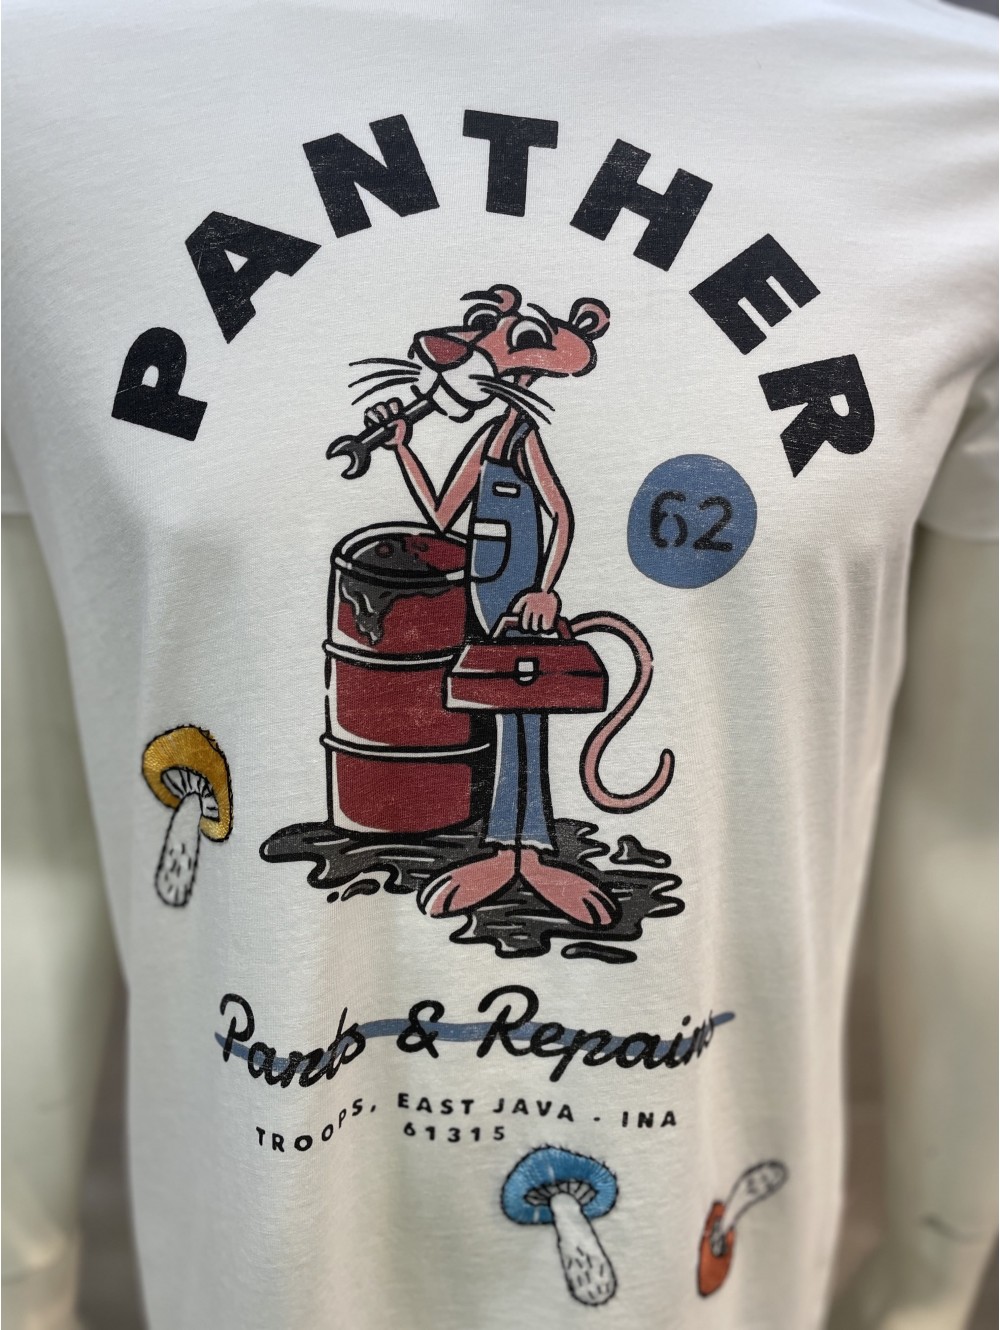 PANTHER
62
Parts & Repairs
TROOPS, EAST JAVA - INA
61315